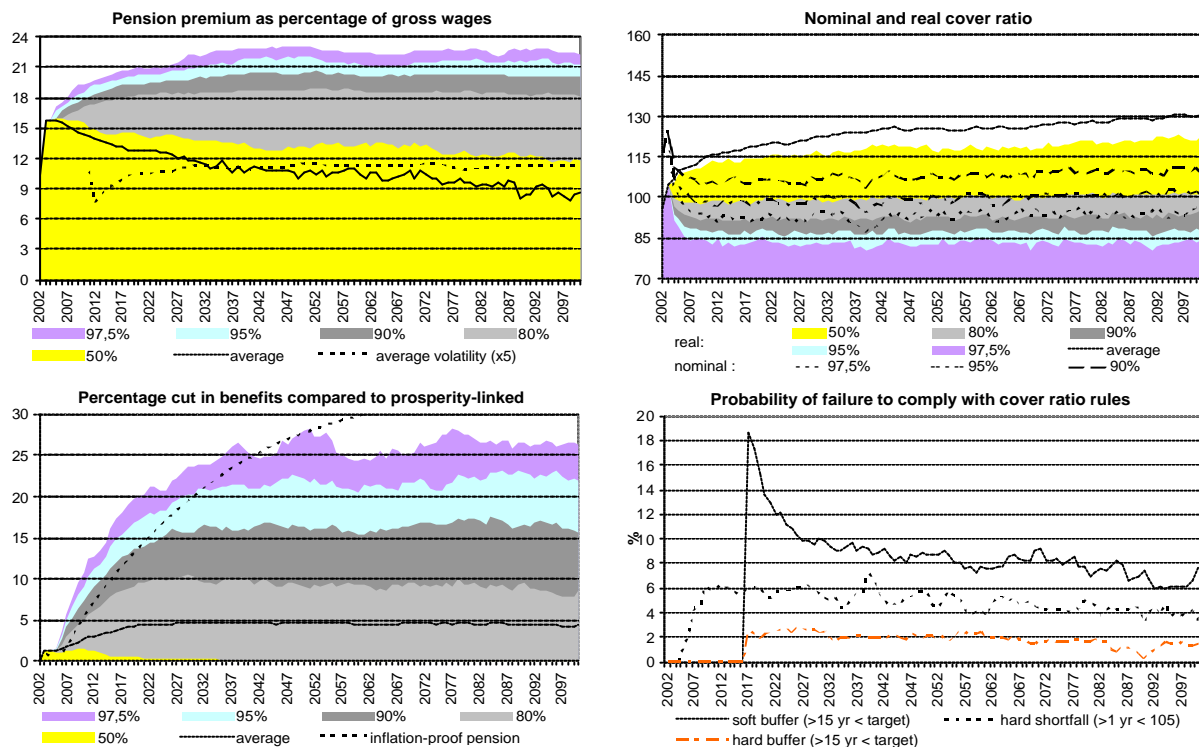 Pension premium as percentage of gross wages
24
21
18
15
12
9
6
3
0
2002 2007 2012 2017 2022 2027 2032 2037 2042 2047 2052 2057 2062 2067 2072 2077 2082 2087 2092 2097
97,5% 95% 90% 80%
50% average average volatility (x5)
Nominal and real cover ratio
160
145
130
115
100
85
70
2002 2007 2012 2017 2022 2027 2032 2037 2042 2047 2052 2057 2062 2067 2072 2077 2082 2087 2092 2097
real: 50% 80% 90%
95% 97,5% average
nominal : 97,5% 95% 90%
Percentage cut in benefits compared to prosperity-linked
30
25
20
15
10
5
0
2002 2007 2012 2017 2022 2027 2032 2037 2042 2047 2052 2057 2062 2067 2072 2077 2082 2087 2092 2097
97,5% 95% 90% 80%
50% average inflation-proof pension
Probability of failure to comply with cover ratio rules
20
18
16
14
12
10
%
8
6
4
2
0
2002 2007 2012 2017 2022 2027 2032 2037 2042 2047 2052 2057 2062 2067 2072 2077 2082 2087 2092 2097
soft buffer (>15 yr < target) hard shortfall (>1 yr < 105)
hard buffer (>15 yr < target)